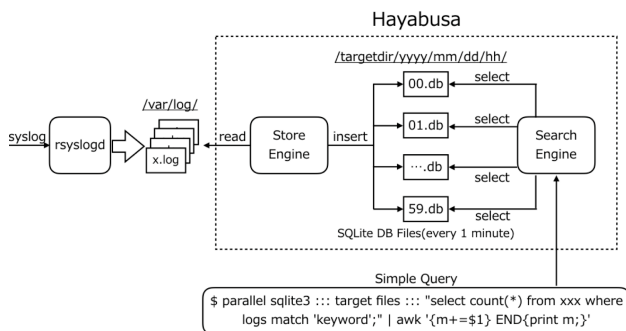 Hayabusa
/targetdir/yyyy/mm/dd/hh/
00.db
select
/var/log/
01.db
select
syslog
rsyslogd
x.log
read
Store
Engine
insert
Search
Engine
….db
select
59.db
select
SQLite DB Files(every 1 minute)
Simple Query
$ parallel sqlite3 ::: target files ::: "select count(*) from xxx where
logs match 'keyword';" | awk '{m+=$1} END{print m;}'